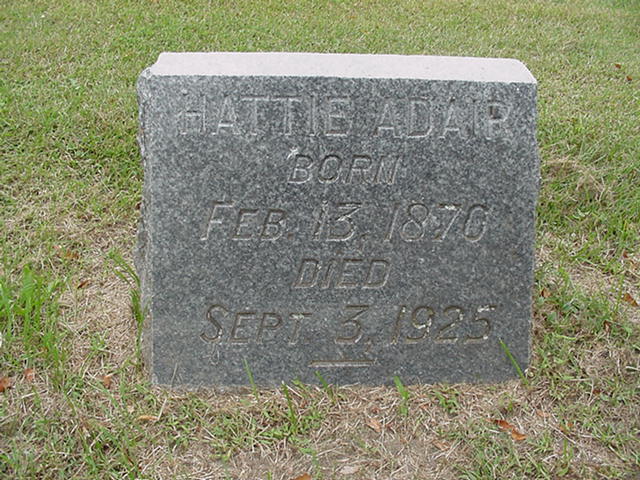 HATTIE ADAIR
BORN
FEB. 13, 1870
DIED
SEPT. 3, 1925